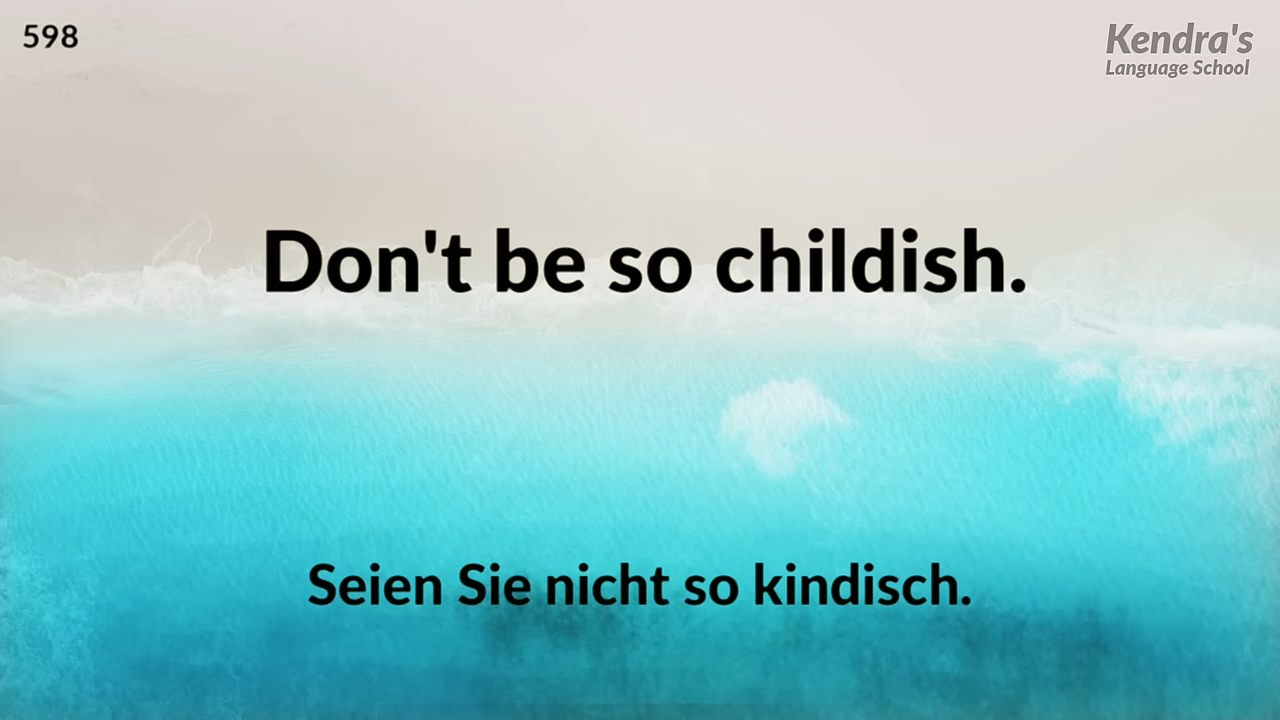 598
Kendra's
Language School
Don't be so childish.
Seien Sie nicht so kindisch.